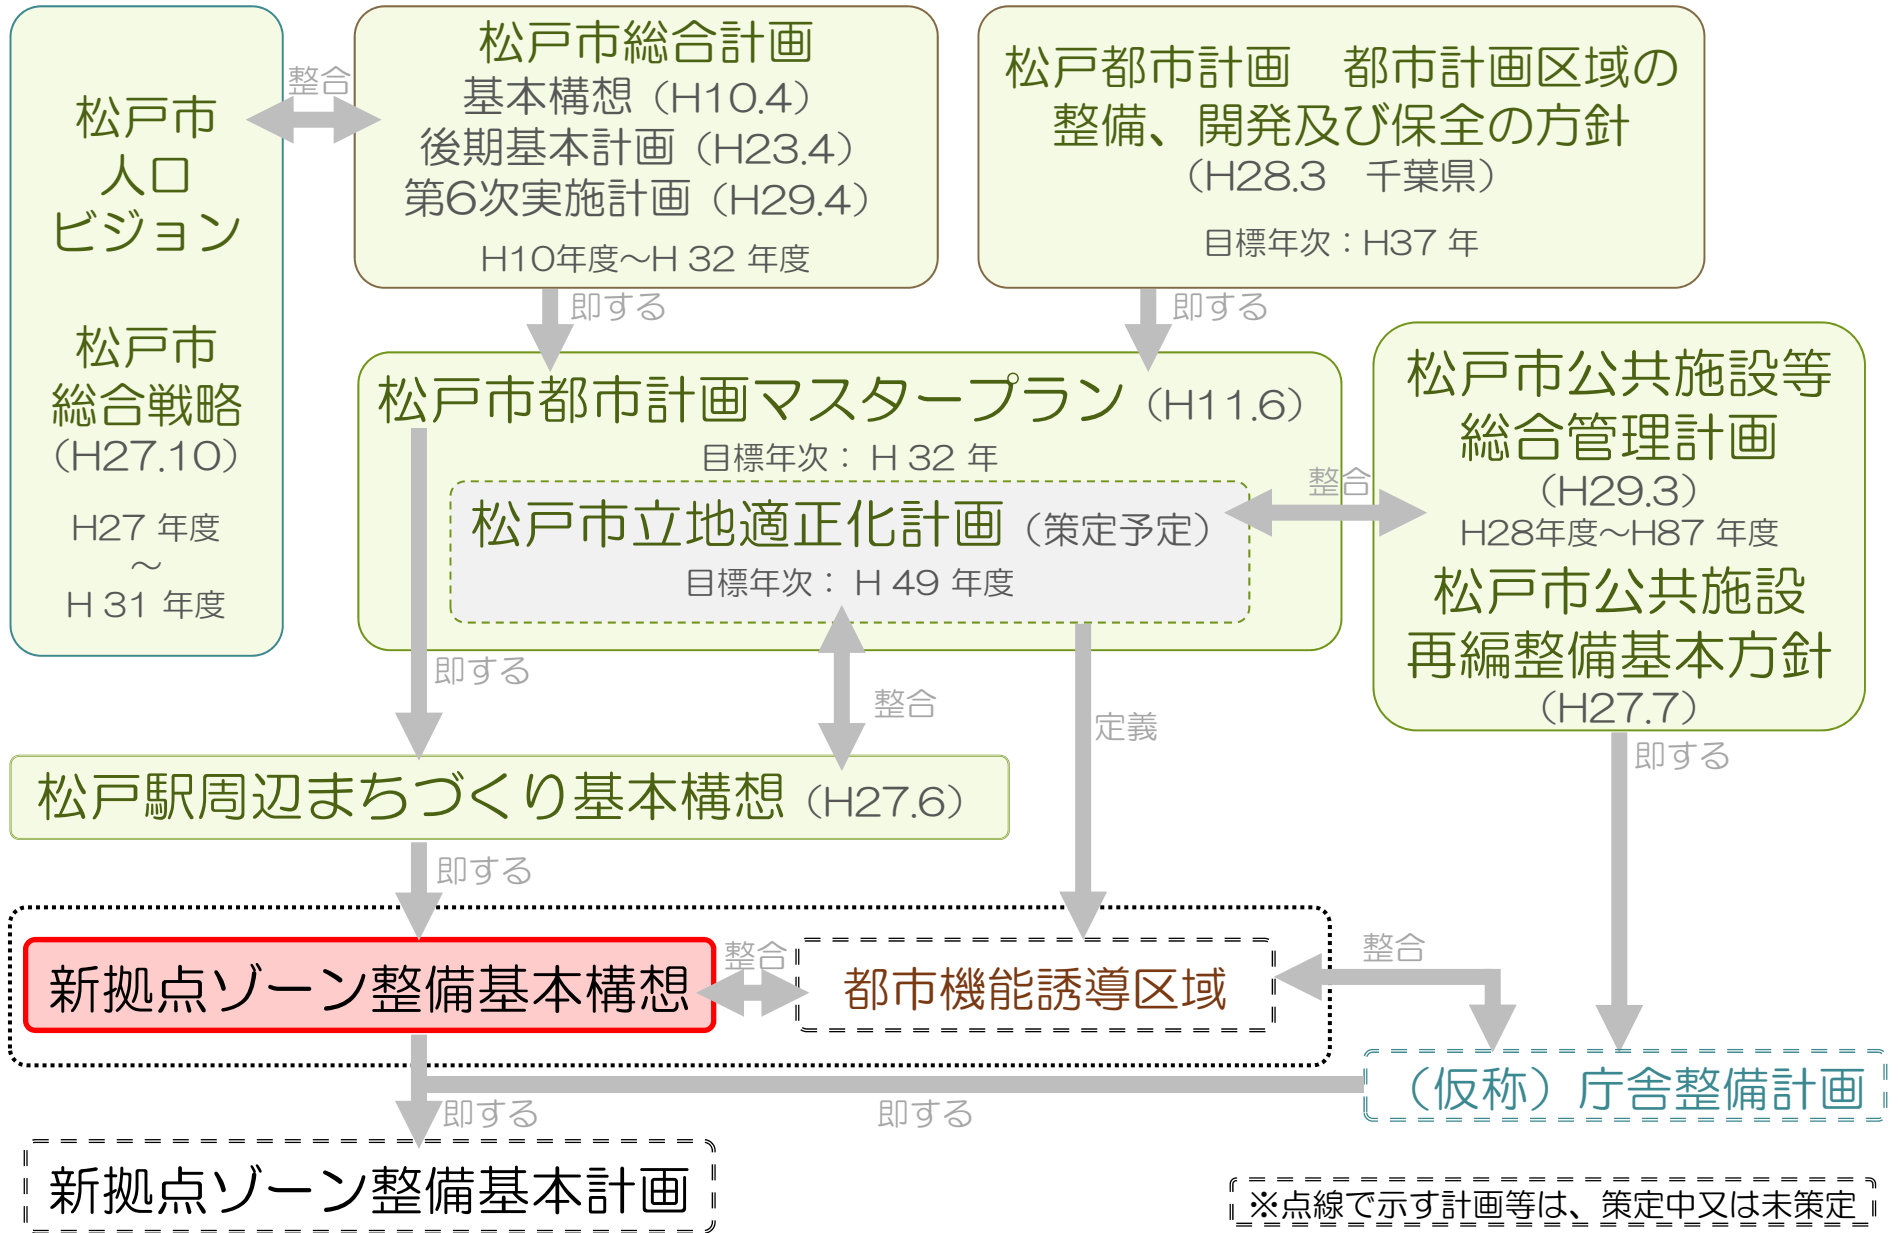 松戸市
人口
ビジョン
松戸市
総合戦略
（H27.10）
H27 年度
～
H 31 年度
整合
松戸市総合計画
基本構想（H10.4）
後期基本計画（H23.4）
第6次実施計画（H29.4）
H10年度～H 32 年度
松戸都市計画　都市計画区域の
整備、開発及び保全の方針
（H28.3　千葉県）
目標年次：H37 年
即する
即する
松戸市都市計画マスタープラン（H11.6）
目標年次： H 32 年
松戸市立地適正化計画（策定予定）
目標年次： H 49 年度
整合
松戸市公共施設等
総合管理計画
（H29.3）
H28年度～H87 年度
松戸市公共施設
再編整備基本方針
（H27.7）
即する
整合
定義
即する
松戸駅周辺まちづくり基本構想（H27.6）
即する
新拠点ゾーン整備基本構想
整合
都市機能誘導区域
整合
（仮称）庁舎整備計画
即する
即する
新拠点ゾーン整備基本計画
※点線で示す計画等は、策定中又は未策定